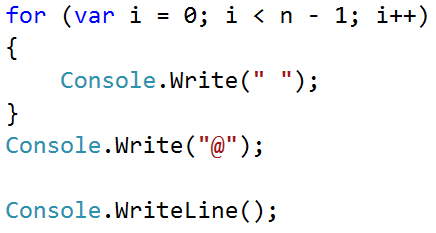 for (var i = 0; i < n - 1; i++)
{
    Console.Write(" ");
}
Console.Write("@");

Console.WriteLine();